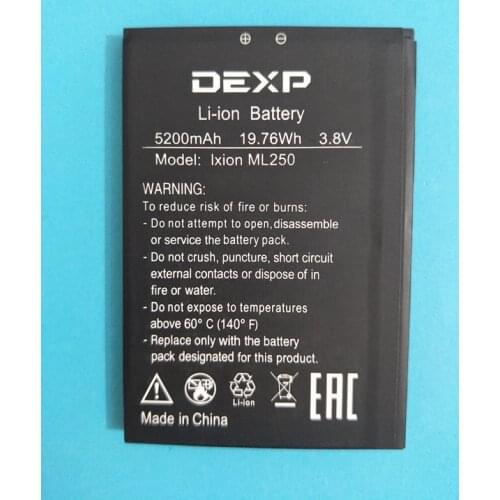 DEXP
Li-ion Battery
5200mAh 19.76Wh 3.8V
Model: Ixion ML250
WARNING:
To reduce risk of fire or burns:
- Do not attempt to open,disassemble
or service the battery pack.
- Do not crush, puncture, short circuit
external contacts or dispose of in
fire or water.
- Do not expose to temperatures
above 60° C (140° F)
- Replace only with the battery
pack designated for this product.
Li-ion
EAC
Made in China